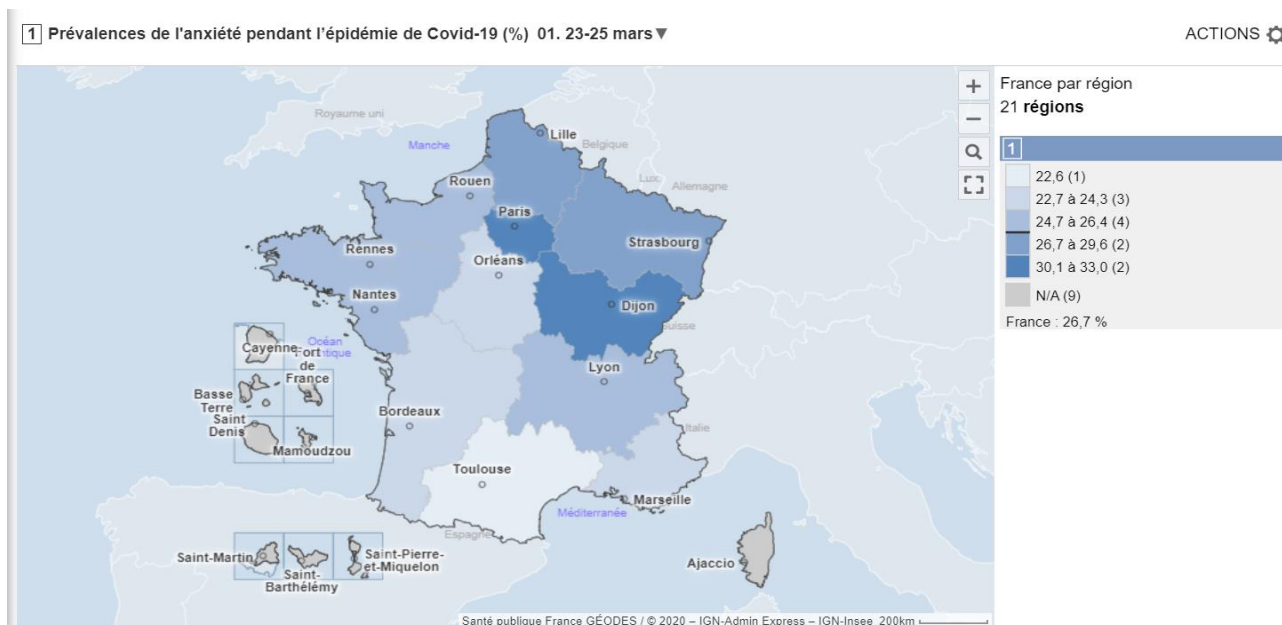 1 Prévalences de l'anxiété pendant l'épidémie de Covid-19 (%) 01. 23-25 mars ▼
ACTIONS
Royaume uni
Lille
Belgique
Manche
Lux.
Allemagne
Rouen
Paris
Strasbourg
Rennes
Orléans
Nantes
Dijon
Suisse
Océan
Atlantique
Cayenne
Fort
de
France
Lyon
Basse
Terre
Saint
Denis
Mamoudzou
Bordeaux
Italie
Toulouse
Marseille
Méditerranée
Espagne
Saint-Martin
Saint-
Barthélémy
Saint-Pierre-
et-Miquelon
Ajaccio
Santé publique France GÉODES / © 2020 – IGN-Admin Express – IGN-Insee 200km
+
−
France par région
21 régions
1
22,6 (1)
22,7 à 24,3 (3)
24,7 à 26,4 (4)
26,7 à 29,6 (2)
30,1 à 33,0 (2)
N/A (9)
France : 26,7 %